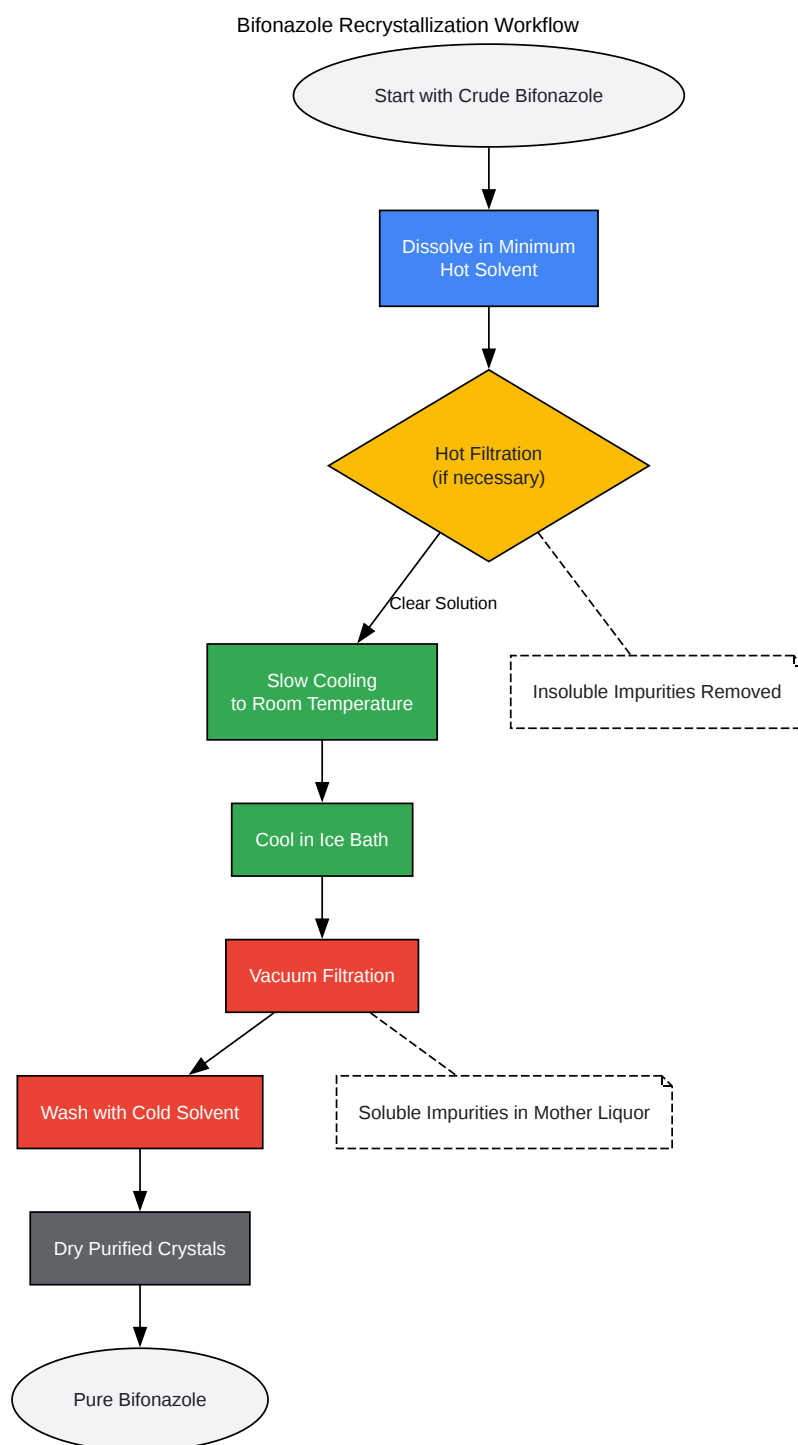 Bifonazole Recrystallization Workflow
Start with Crude Bifonazole
Dissolve in Minimum
Hot Solvent
Hot Filtration
(if necessary)
Clear Solution
Slow Cooling
to Room Temperature
Insoluble Impurities Removed
Cool in Ice Bath
Vacuum Filtration
Wash with Cold Solvent
Soluble Impurities in Mother Liquor
Dry Purified Crystals
Pure Bifonazole